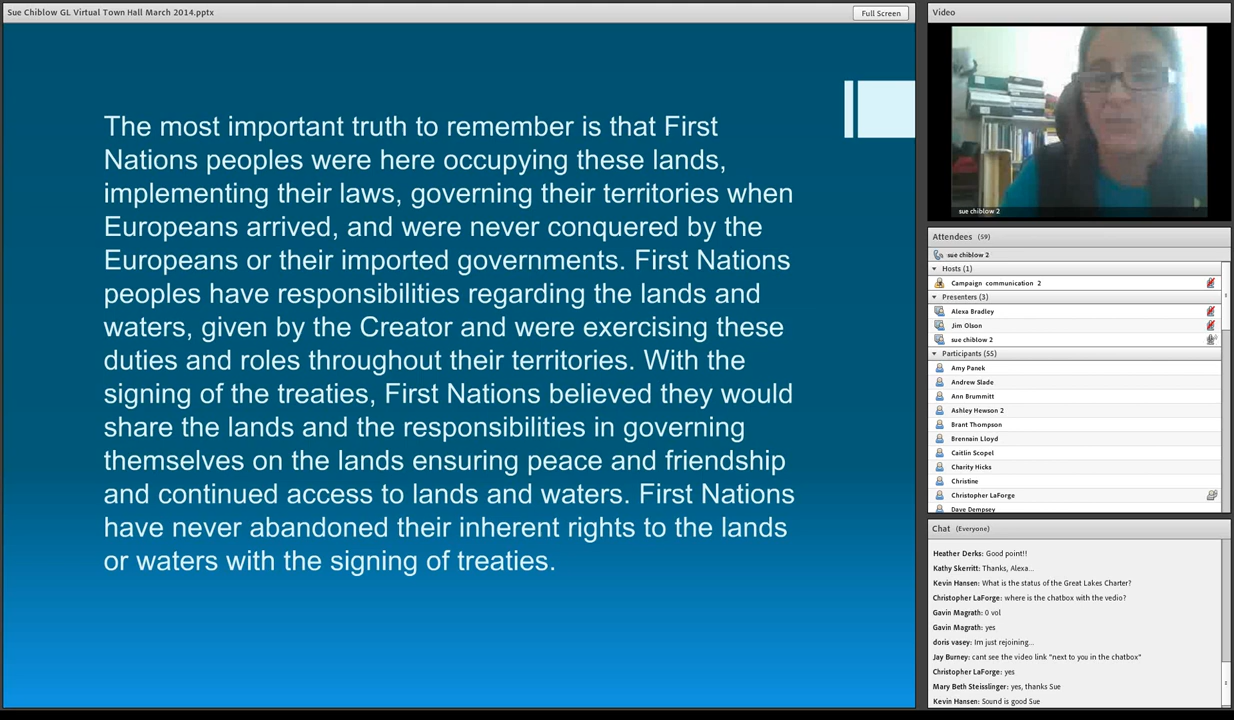 Sue Chiblow GL Virtual Town Hall March 2014.pptx
Full Screen
The most important truth to remember is that First
Nations peoples were here occupying these lands,
implementing their laws, governing their territories when
Europeans arrived, and were never conquered by the
Europeans or their imported governments. First Nations
peoples have responsibilities regarding the lands and
waters, given by the Creator and were exercising these
duties and roles throughout their territories. With the
signing of the treaties, First Nations believed they would
share the lands and the responsibilities in governing
themselves on the lands ensuring peace and friendship
and continued access to lands and waters. First Nations
have never abandoned their inherent rights to the lands
or waters with the signing of treaties.
Video
sue chiblow 2
Attendees (59)
sue chiblow 2
Hosts (1)
Campaign communication 2
Presenters (3)
Alexa Bradley
Jim Olson
sue chiblow 2
Participants (55)
Amy Panek
Andrew Slade
Ann Brummitt
Ashley Hewson 2
Brant Thompson
Brennain Lloyd
Caitlin Scopel
Charity Hicks
Christine
Christopher LaForge
Dave Dempsey
Chat (Everyone)
Heather Derks: Good point!!
Kathy Skerritt: Thanks, Alexa...
Kevin Hansen: What is the status of the Great Lakes Charter?
Christopher LaForge: where is the chatbox with the vedio?
Gavin Magrath: 0 vol
Gavin Magrath: yes
doris vasey: Im just rejoining...
Jay Burney: cant see the video link "next to you in the chatbox"
Christopher LaForge: yes
Mary Beth Steisslinger: yes, thanks Sue
Kevin Hansen: Sound is good Sue